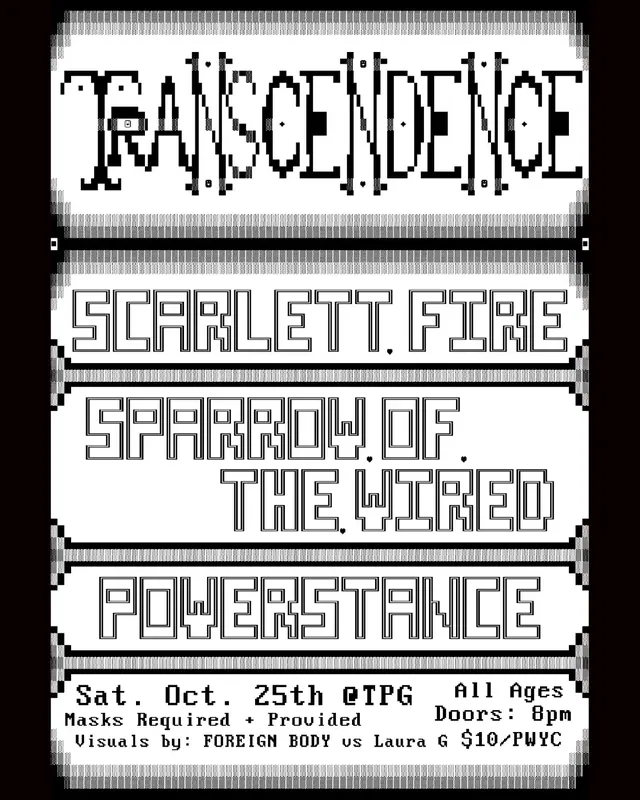 TRANSCENDENCE
SCARLETT FIRE
SPARROW OF
THE WIRED
POWERSTANCE
Sat. Oct. 25th @TPG
All Ages
Masks Required + Provided
Doors: 8pm
Visuals by: FOREIGN BODY vs Laura G
$10/PWYC